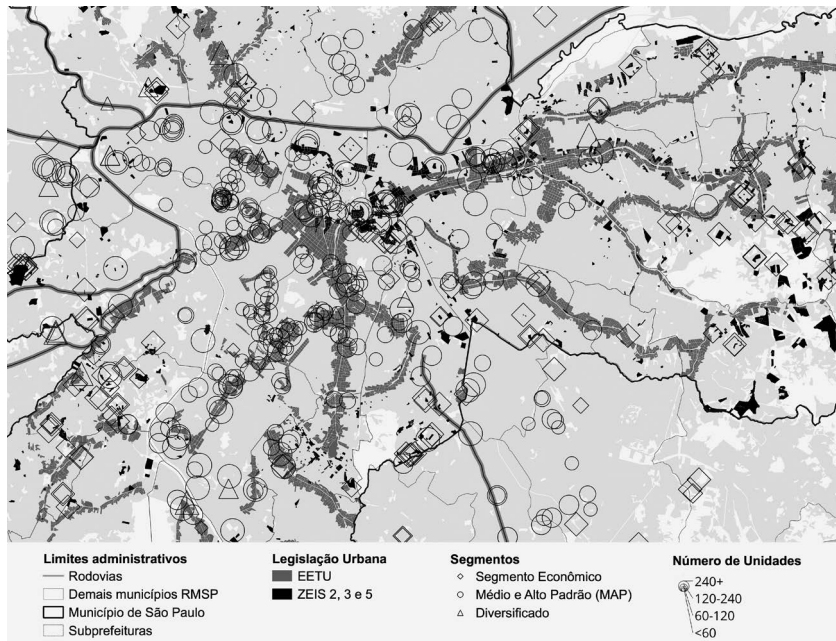 Limites administrativos
Rodovias
Demais municípios RMSP
Município de São Paulo
Subprefeituras
Legislação Urbana
EETU
ZEIS 2, 3 e 5
Segmentos
Segmento Econômico
Médio e Alto Padrão (MAP)
Diversificado
Número de Unidades
240+
120-240
60-120
<60